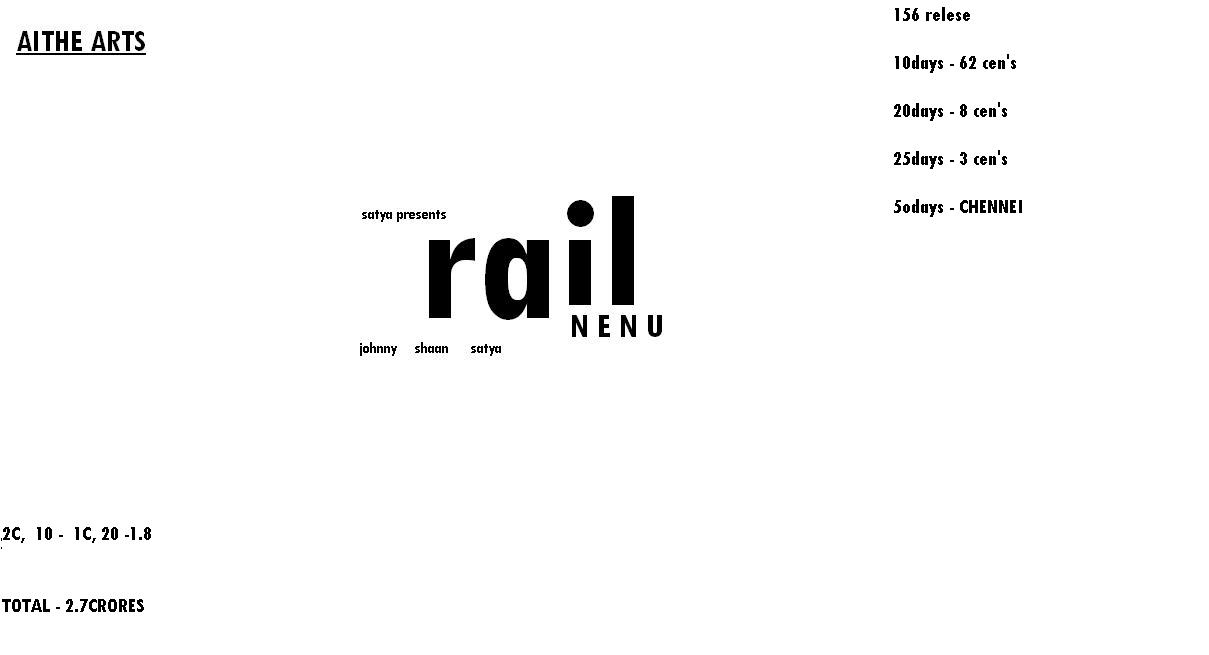 AITHE ARTS
156 relese
10days - 62 cen's
20days - 8 cen's
25days - 3 cen's
5odays - CHENNEI
satya presents
rail
NENU
johnny shaan satya
2C, 10 - 1C, 20 -1.8
TOTAL - 2.7CRORES